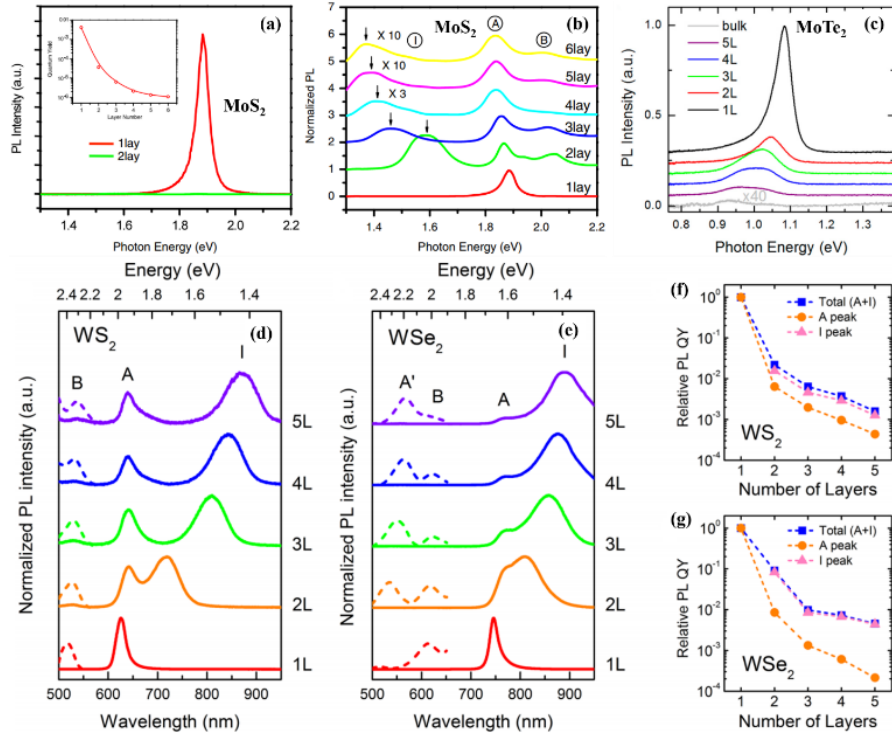 (a)
PL Intensity (a.u.)
Quantum Yield
0.01
Layer Number
1 2 3 4 5 6
MoS2
1lay
2lay
1.4 1.6 1.8 2.0 2.2
Photon Energy (eV)
(b)
MoS2
Normalized PL
7
6
5
4
3
2
1
0
I
A
B
X 10
X 10
X 3
6lay
5lay
4lay
3lay
2lay
1lay
1.4 1.6 1.8 2.0 2.2
Photon Energy (eV)
(c)
MoTe2
PL Intensity (a.u.)
1.0
0.5
0.0
bulk
5L
4L
3L
2L
1L
x40
0.8 0.9 1.0 1.1 1.2 1.3
Photon Energy (eV)
Energy (eV)
2.4 2.2 2 1.8 1.6 1.4
(d)
WS2
Normalized PL intensity (a.u.)
B
A
I
5L
4L
3L
2L
1L
500 600 700 800 900
Wavelength (nm)
Energy (eV)
2.4 2.2 2 1.8 1.6 1.4
(e)
WSe2
Normalized PL intensity (a.u.)
A'
B
A
I
5L
4L
3L
2L
1L
500 600 700 800 900
Wavelength (nm)
(f)
Relative PL QY
10^0
10^-1
10^-2
10^-3
10^-4
Total (A+I)
A peak
I peak
WS2
1 2 3 4 5
Number of Layers
(g)
Relative PL QY
10^0
10^-1
10^-2
10^-3
10^-4
Total (A+I)
A peak
I peak
WSe2
1 2 3 4 5
Number of Layers